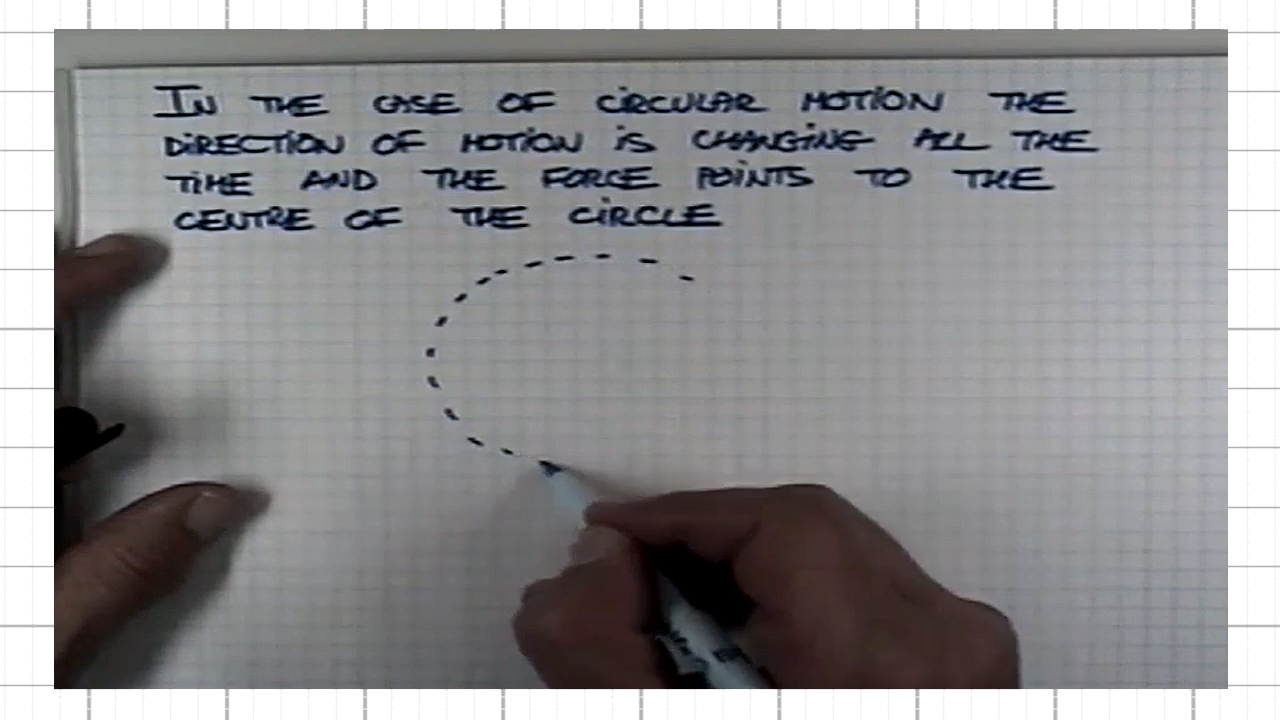 In THE CASE OF CIRCULAR MOTION THE
DIRECTION OF MOTION IS CHANGING ALL THE
TIME AND THE FORCE POINTS TO THE
CENTRE OF THE CIRCLE